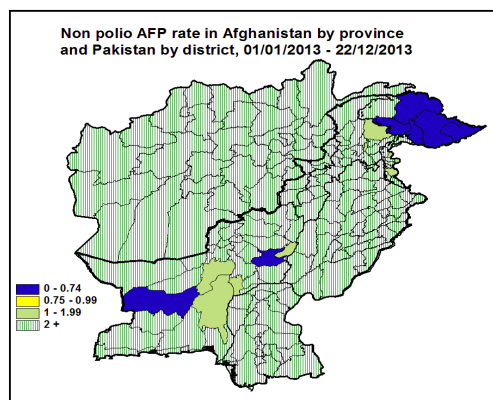 Non polio AFP rate in Afghanistan by province
and Pakistan by district, 01/01/2013 - 22/12/2013
0 - 0.74
0.75 - 0.99
1 - 1.99
2 +